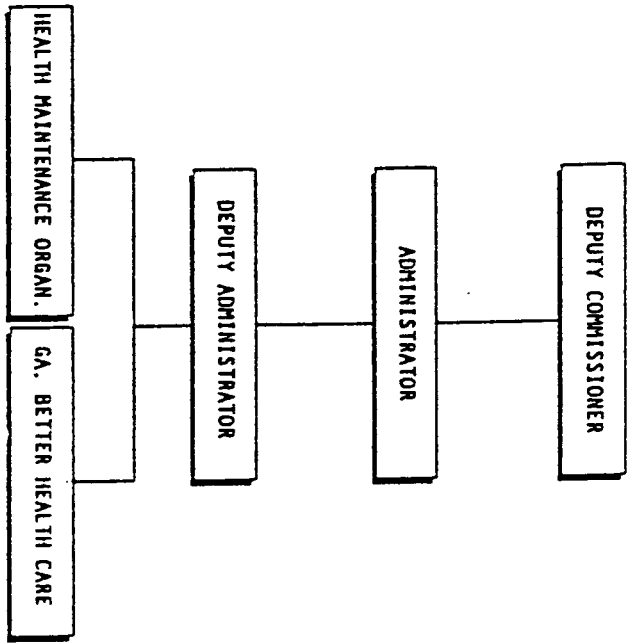 DEPUTY COMMISSIONER
ADMINISTRATOR
DEPUTY ADMINISTRATOR
HEALTH MAINTENANCE ORGAN.
GA. BETTER HEALTH CARE